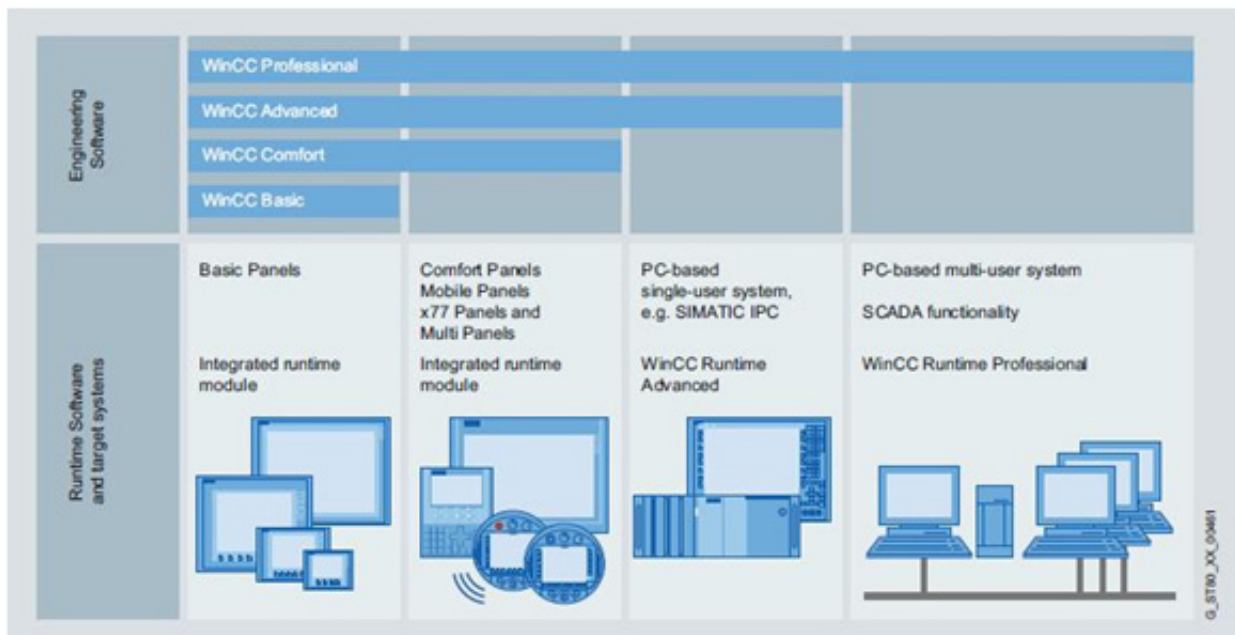 Engineering
Software
WinCC Professional
WinCC Advanced
WinCC Comfort
WinCC Basic
Runtime Software
and target systems
Basic Panels
Integrated runtime
module
Comfort Panels
Mobile Panels
x77 Panels and
Multi Panels
Integrated runtime
module
PC-based
single-user system,
e.g. SIMATIC IPC
WinCC Runtime
Advanced
PC-based multi-user system
SCADA functionality
WinCC Runtime Professional
G_ST80_XX_00461